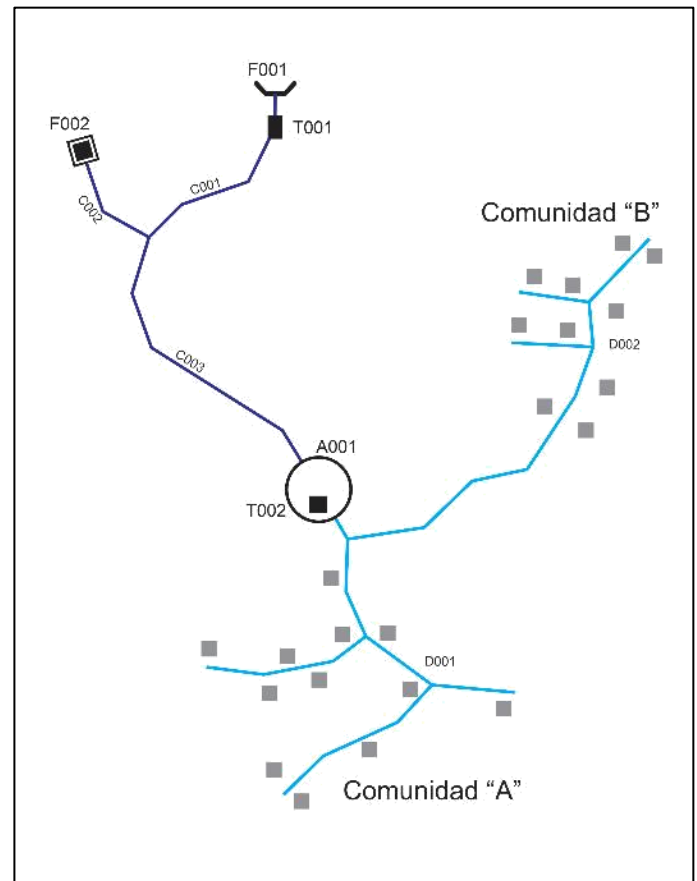 F001
F002
T001
C001
C002
Comunidad “B”
D002
C003
A001
T002
D001
Comunidad “A”